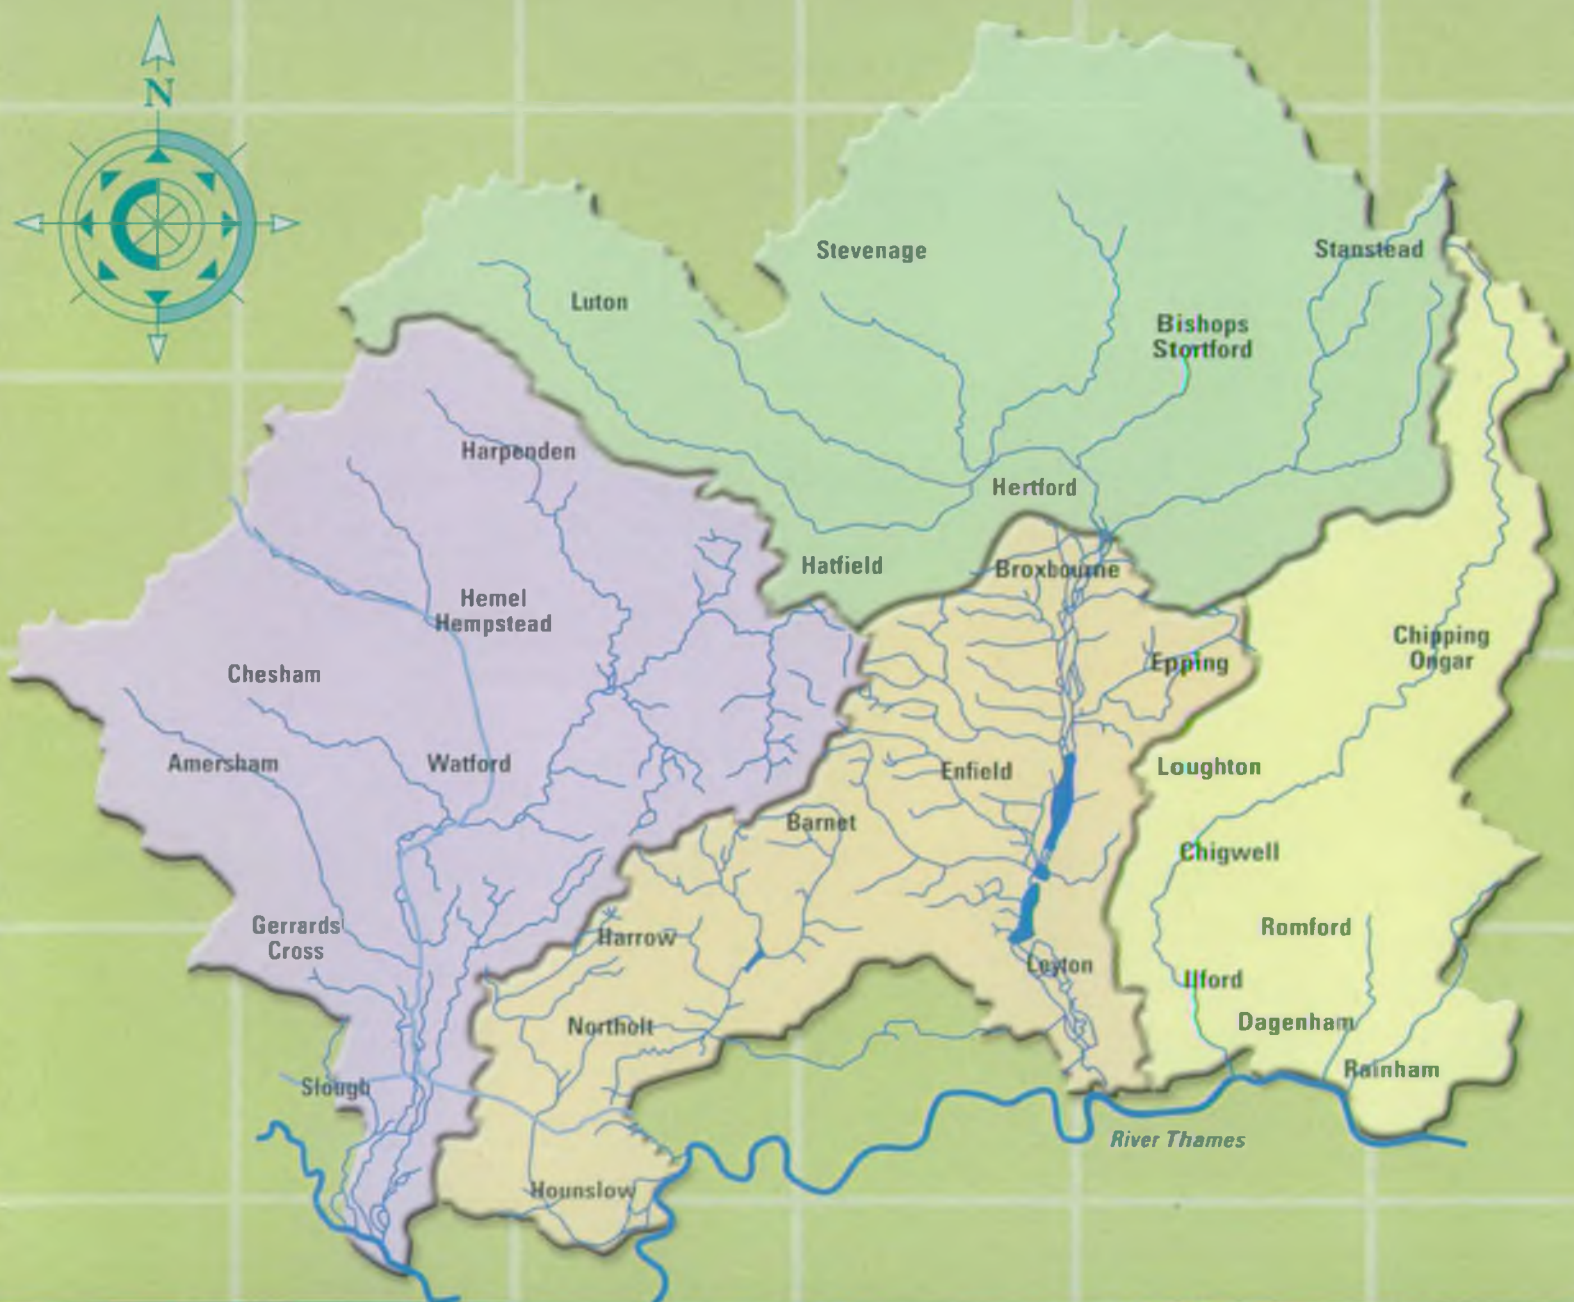 N
Stevenage
Stanstead
Luton
Bishops
Stortford
Harpenden
Hertford
Hatfield
Broxbourne
Hemel
Hempstead
Chipping
Ongar
Epping
Chesham
Amersham
Watford
Enfield
Loughton
Barnet
Chigwell
Gerrards
Cross
Harrow
Romford
Leyton
Ilford
Northolt
Dagenham
Slough
Rainham
River Thames
Hounslow